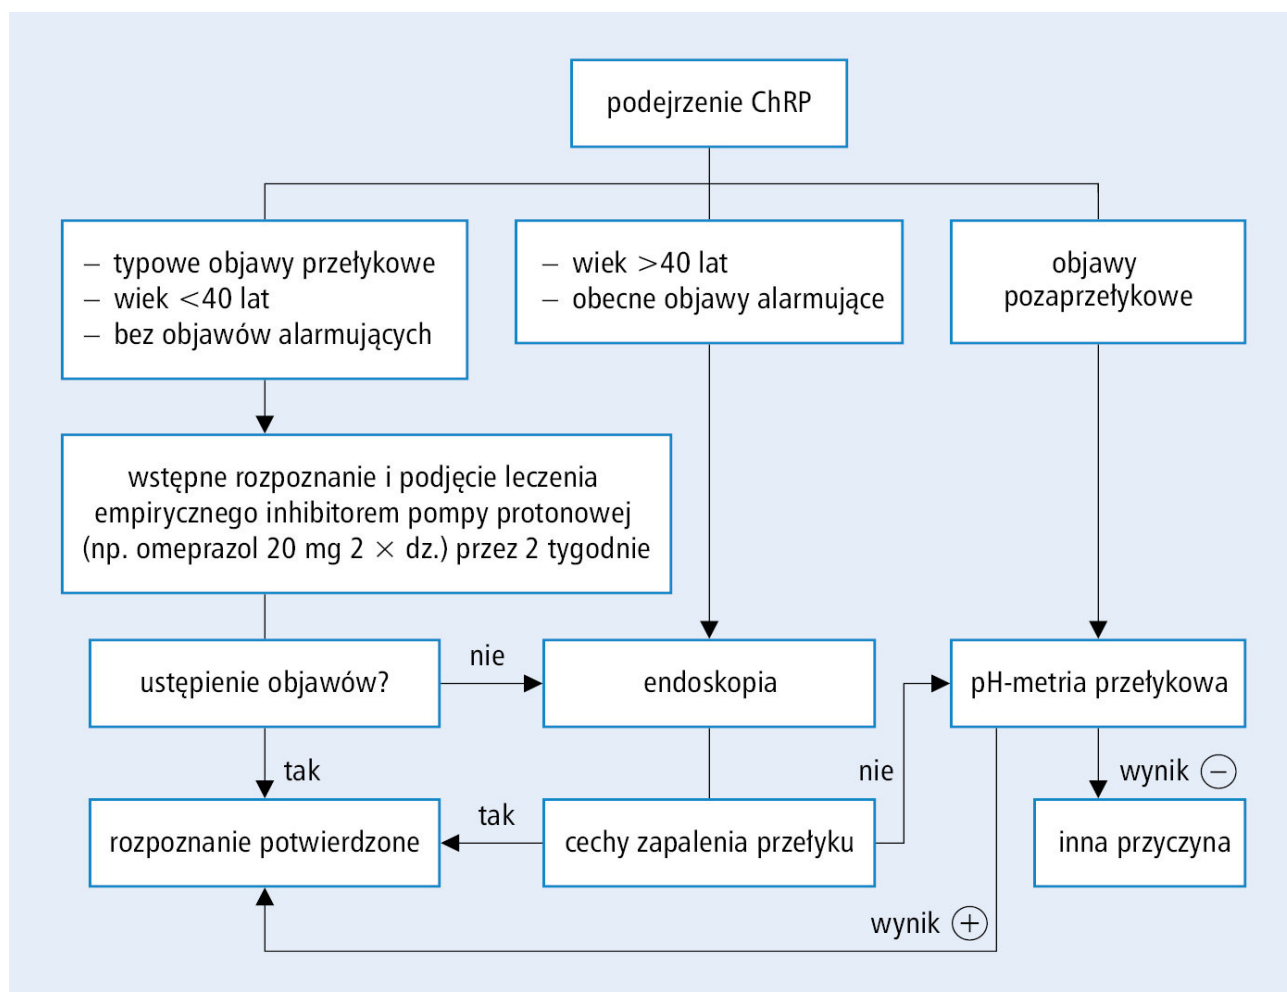 podejrzenie ChRP
– typowe objawy przełykowe
– wiek <40 lat
– bez objawów alarmujących
– wiek >40 lat
– obecne objawy alarmujące
objawy
pozaprzełykowe
wstępne rozpoznanie i podjęcie leczenia
empirycznego inhibitorem pompy protonowej
(np. omeprazol 20 mg 2 × dz.) przez 2 tygodnie
ustąpienie objawów?
nie
endoskopia
pH-metria przełykowa
tak
nie
wynik ⊖
rozpoznanie potwierdzone
tak
cechy zapalenia przełyku
inna przyczyna
wynik ⊕